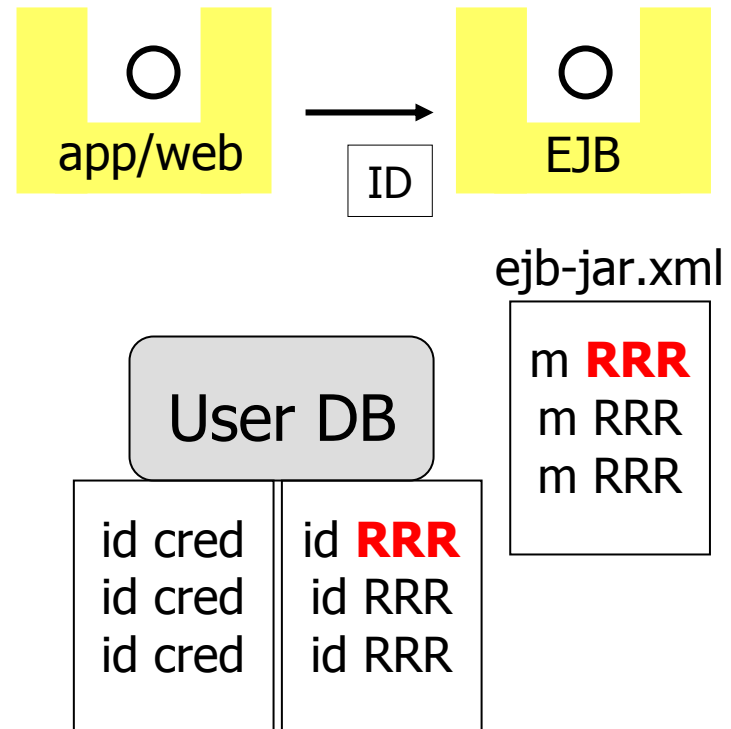 app/web
EJB
ID
ejb-jar.xml
m RRR
m RRR
m RRR
User DB
id cred
id cred
id cred
id RRR
id RRR
id RRR